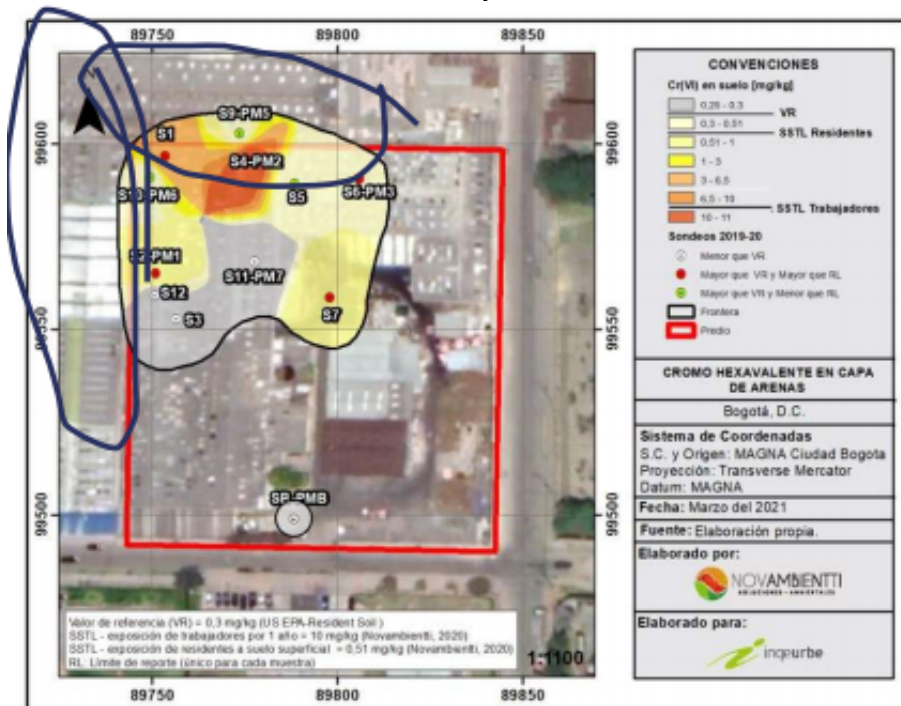 89750 89800 89850
99600
99550
99500
S9-PM5
S1
S4-PM2
S10-PM6
S5
S6-PM3
S2-PM1
S11-PM7
S12
S3
S7
SB-PMB
99600
99550
99500
Valor de referencia (VR) = 0,3 mg/kg (US EPA-Resident Soil )
SSTL - exposición de trabajadores por 1 año = 10 mg/kg (Novambientti, 2020)
SSTL - exposición de residentes a suelo superficial = 0,51 mg/kg (Novambientti, 2020)
RL: Límite de reporte (único para cada muestra)
1:1100
89750 89800 89850
CONVENCIONES
Cr(VI) en suelo [mg/kg]
0,28 - 0.3
VR
0,3 - 0,51
SSTL Residentes
0,51 - 1
1 - 3
3 - 6,5
6,5 - 10
SSTL Trabajadores
10 - 11
Sondeos 2019-20
Menor que VR
Mayor que VR y Mayor que RL
Mayor que VR y Menor que RL
Frontera
Predio
CROMO HEXAVALENTE EN CAPA
DE ARENAS
Bogotá, D.C.
Sistema de Coordenadas
S.C. y Origen: MAGNA Ciudad Bogota
Proyección: Transverse Mercator
Datum: MAGNA
Fecha: Marzo del 2021
Fuente: Elaboración propia.
Elaborado por:
NOVAMBIENTTI
SOLUCIONES - AMBIENTALES
Elaborado para:
ingeurbe